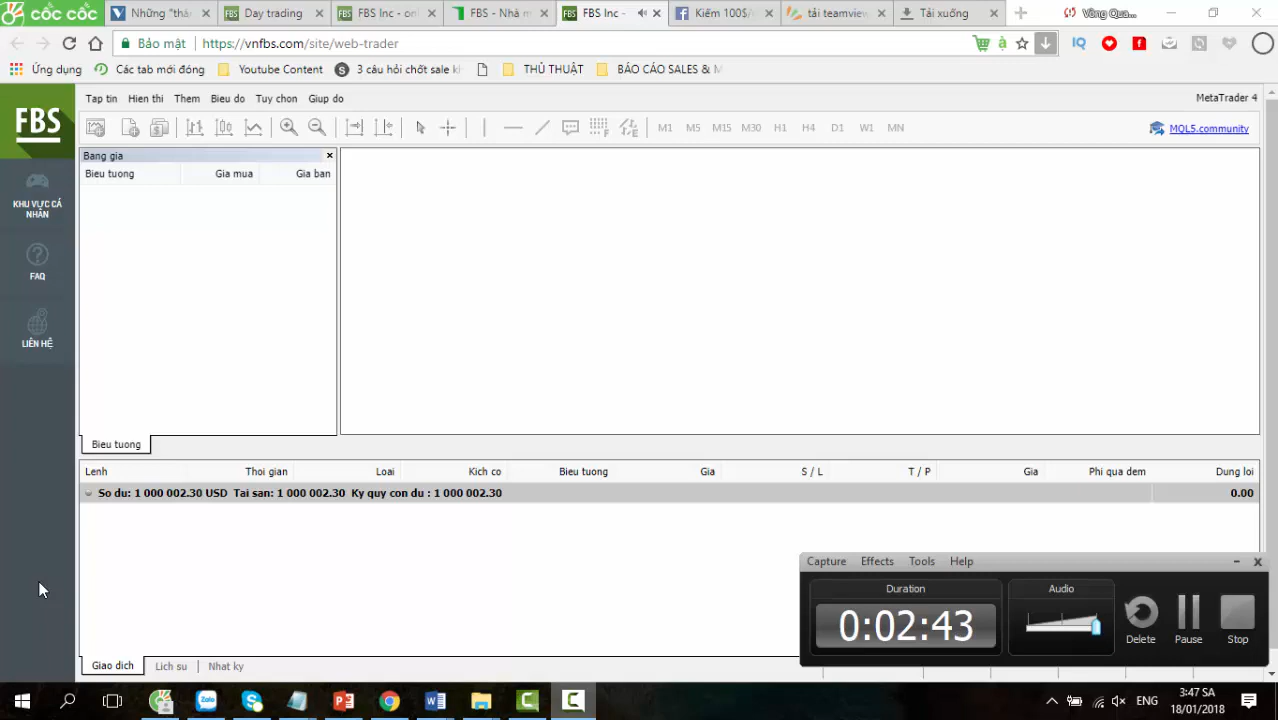 cốc cốc
Những "thá
Day trading
FBS Inc - onl
FBS - Nhà m
FBS Inc -
Kiếm 100$/
tải teamview
Tải xuống
Vòng Qua...
Bảo mật
https://vnfbs.com/site/web-trader
Ứng dụng
Các tab mới đóng
Youtube Content
3 câu hỏi chốt sale k
THỦ THUẬT
BÁO CÁO SALES & M
FBS
Tap tin Hien thi Them Bieu do Tuy chon Giup do
MetaTrader 4
M1 M5 M15 M30 H1 H4 D1 W1 MN
MQL5.community
KHU VỰC CÁ
NHÂN
FAQ
LIÊN HỆ
Bang gia
Bieu tuong Gia mua Gia ban
Bieu tuong
Lenh Thoi gian Loai Kich co Bieu tuong Gia S / L T / P Gia Phi qua dem Dung loi
So du: 1 000 002.30 USD Tai san: 1 000 002.30 Ky quy con du : 1 000 002.30 0.00
Capture Effects Tools Help
Duration
0:02:43
Audio
Delete
Pause
Stop
Giao dich Lich su Nhat ky
Zalo
ENG
3:47 SA
18/01/2018